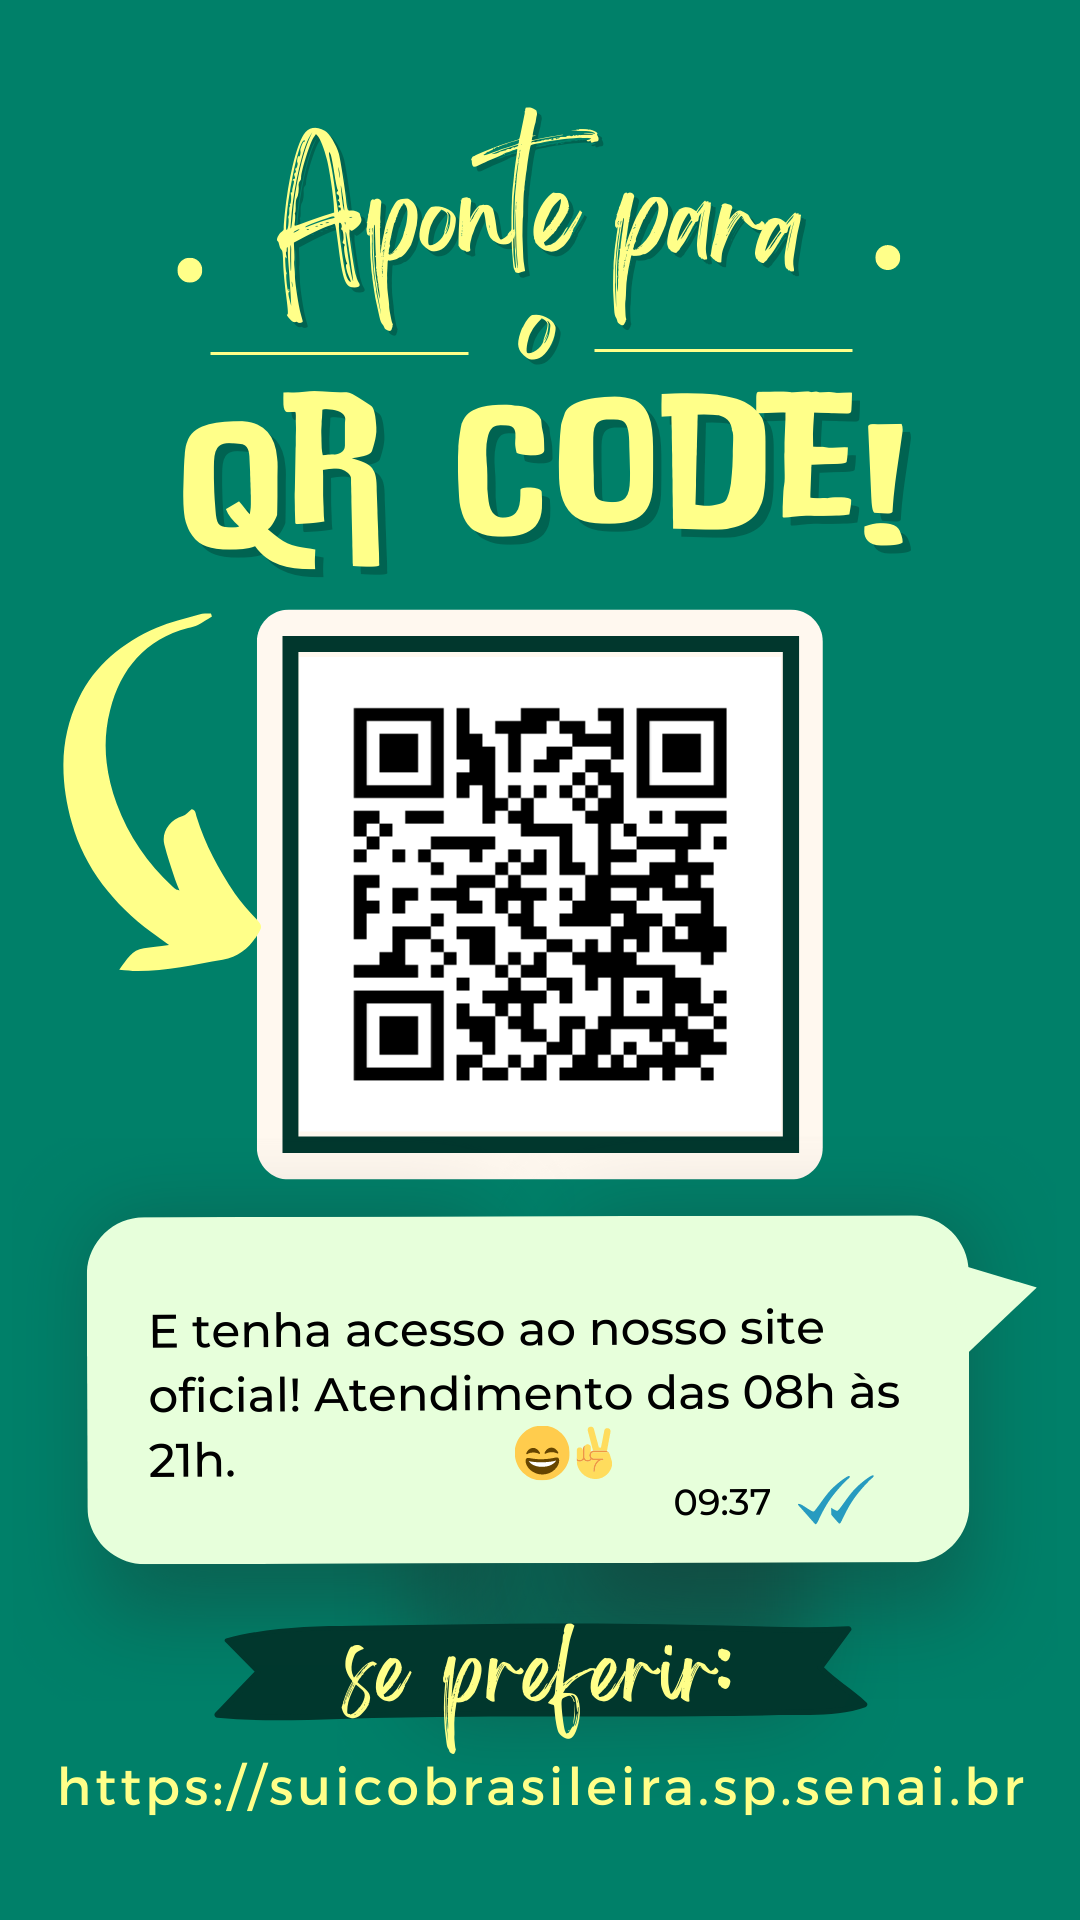 Aponte para
o
QR CODE!
E tenha acesso ao nosso site
oficial! Atendimento das 08h às
21h. 😄✌
09:37
se preferir:
https://suicobrasileira.sp.senai.br